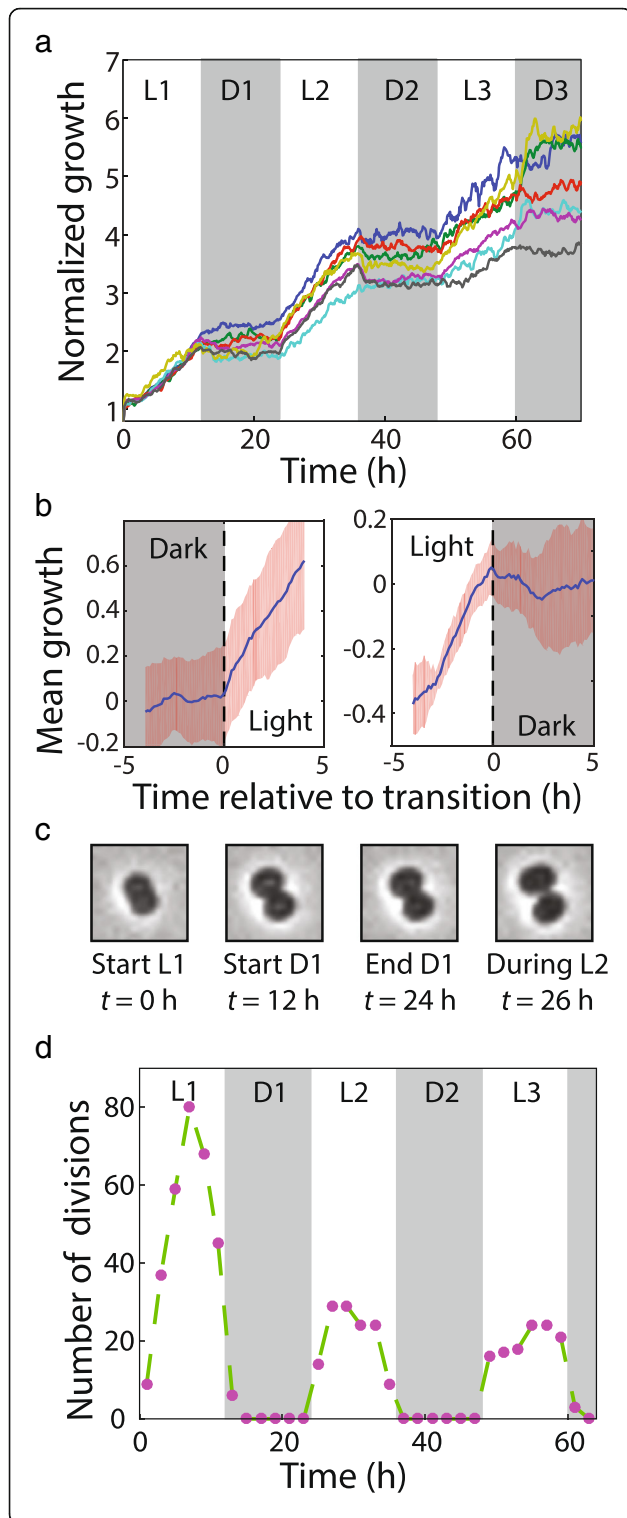 a
7
6
5
4
3
2
1
L1 D1 L2 D2 L3 D3
Normalized growth
0 20 40 60
Time (h)
b
0.6
0.4
0.2
0
-0.2
Dark
Light
-5 0 5
0.2
0
-0.2
-0.4
Light
Dark
-5 0 5
Mean growth
Time relative to transition (h)
c
Start L1 Start D1 End D1 During L2
t = 0 h t = 12 h t = 24 h t = 26 h
d
80
60
40
20
0
L1 D1 L2 D2 L3
Number of divisions
0 20 40 60
Time (h)